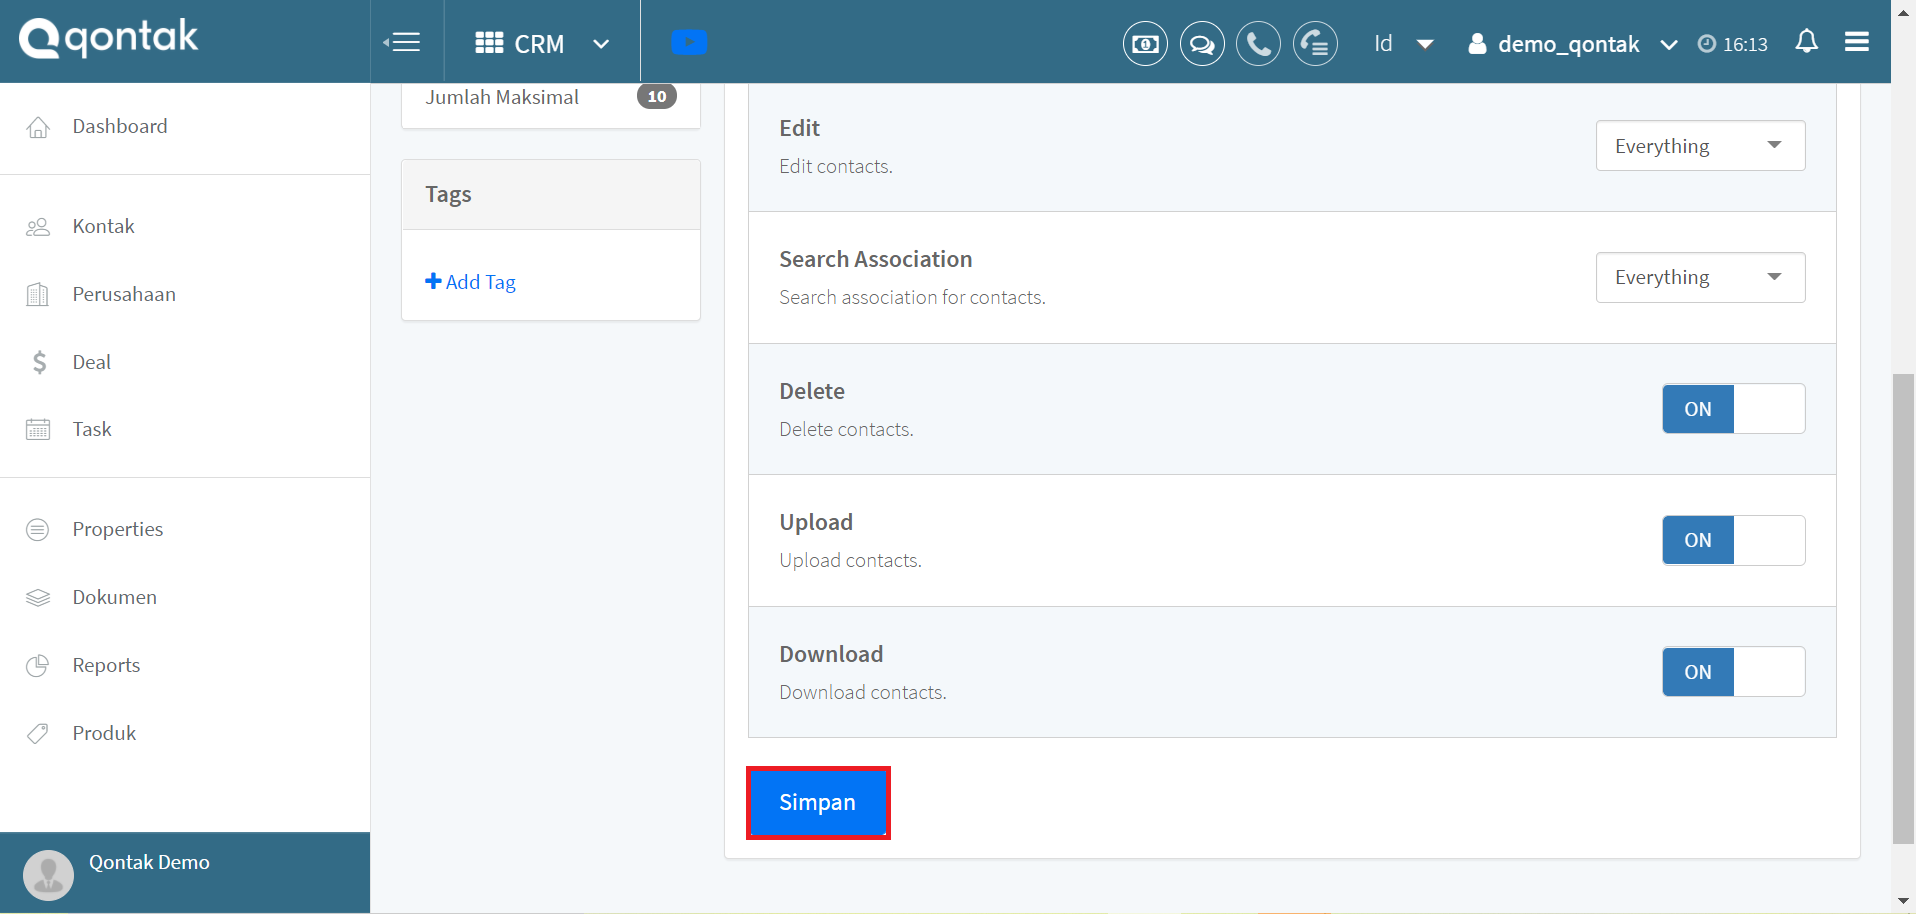 qontak
CRM
Id
demo_qontak
16:13
Dashboard
Kontak
Perusahaan
Deal
Task
Properties
Dokumen
Reports
Produk
Qontak Demo
Jumlah Maksimal 10
Tags
Add Tag
Edit
Edit contacts.
Everything
Search Association
Search association for contacts.
Everything
Delete
Delete contacts.
ON
Upload
Upload contacts.
ON
Download
Download contacts.
ON
Simpan